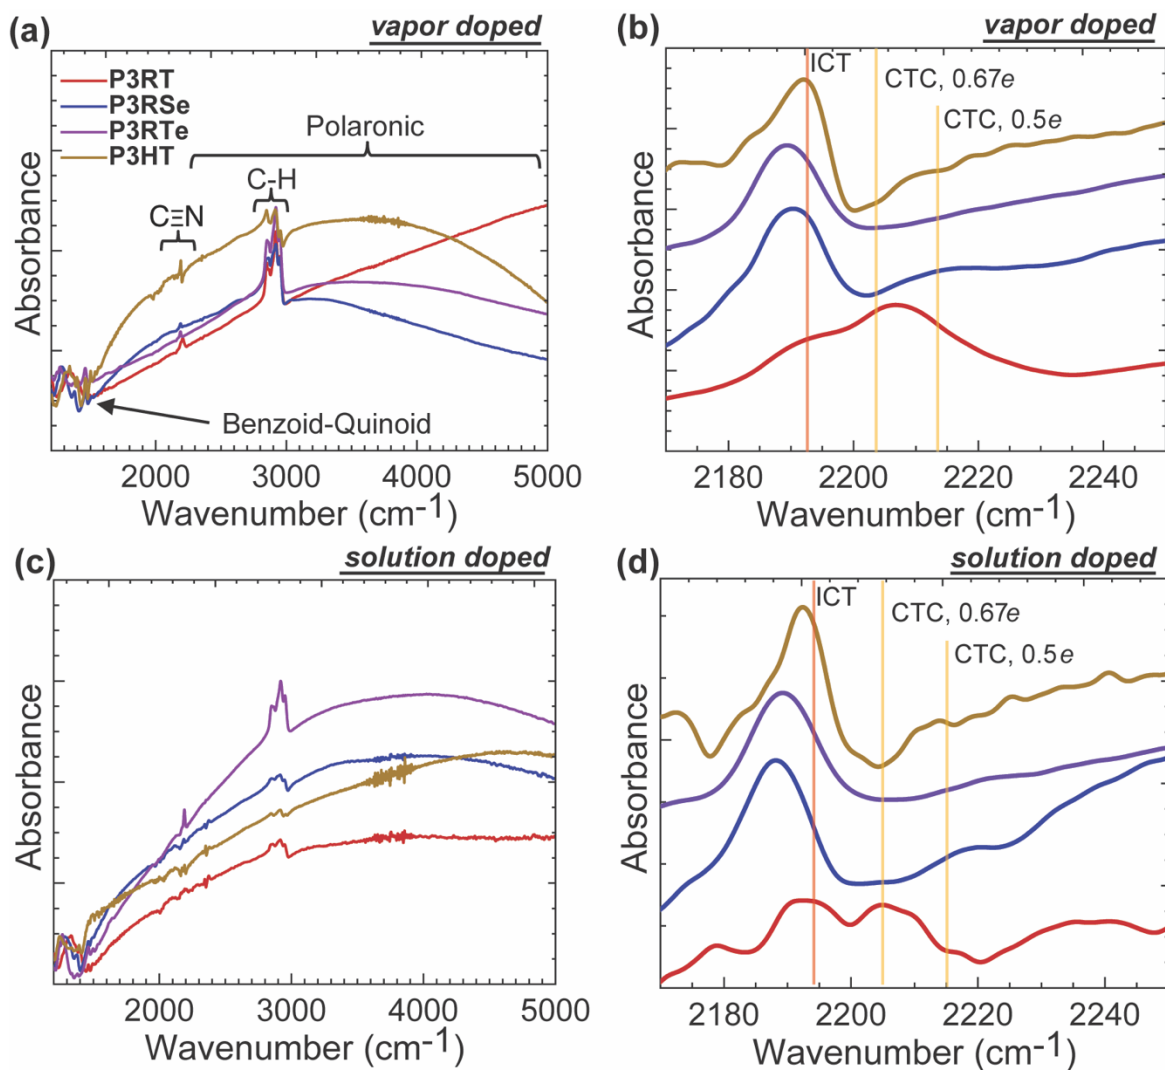 (a)
vapor doped
P3RT
P3RSe
P3RTe
P3HT
Polaronic
C-H
C≡N
Benzoid-Quinoid
Absorbance
2000 3000 4000 5000
Wavenumber (cm-1)
(b)
vapor doped
ICT
CTC, 0.67e
CTC, 0.5e
Absorbance
2180 2200 2220 2240
Wavenumber (cm-1)
(c)
solution doped
Absorbance
2000 3000 4000 5000
Wavenumber (cm-1)
(d)
solution doped
ICT
CTC, 0.67e
CTC, 0.5e
Absorbance
2180 2200 2220 2240
Wavenumber (cm-1)